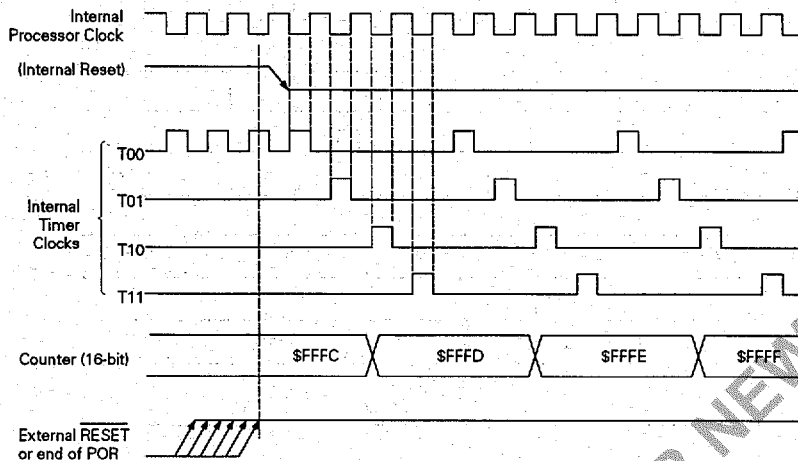 Internal
Processor Clock
(Internal Reset)
T00
T01
Internal
Timer
Clocks
T10
T11
Counter (16-bit)
$FFFC
$FFFD
$FFFE
$FFFF
External RESET
or end of POR
NEW